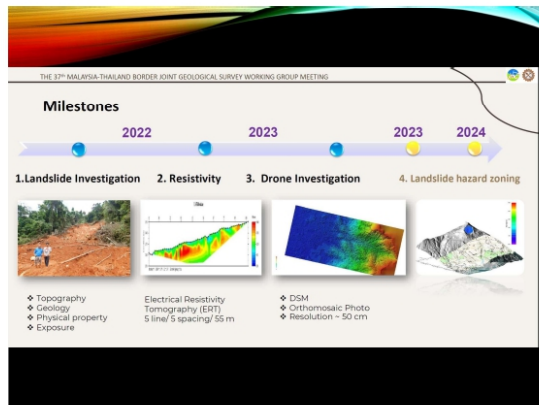 THE 37th MALAYSIA-THAILAND BORDER JOINT GEOLOGICAL SURVEY WORKING GROUP MEETING
Milestones
2022
2023
2023
2024
1.Landslide Investigation
2. Resistivity
3. Drone Investigation
4. Landslide hazard zoning
❖ Topography
❖ Geology
❖ Physical property
❖ Exposure
Electrical Resistivity
Tomography (ERT)
5 line/ 5 spacing/ 55 m
❖ DSM
❖ Orthomosaic Photo
❖ Resolution ~ 50 cm